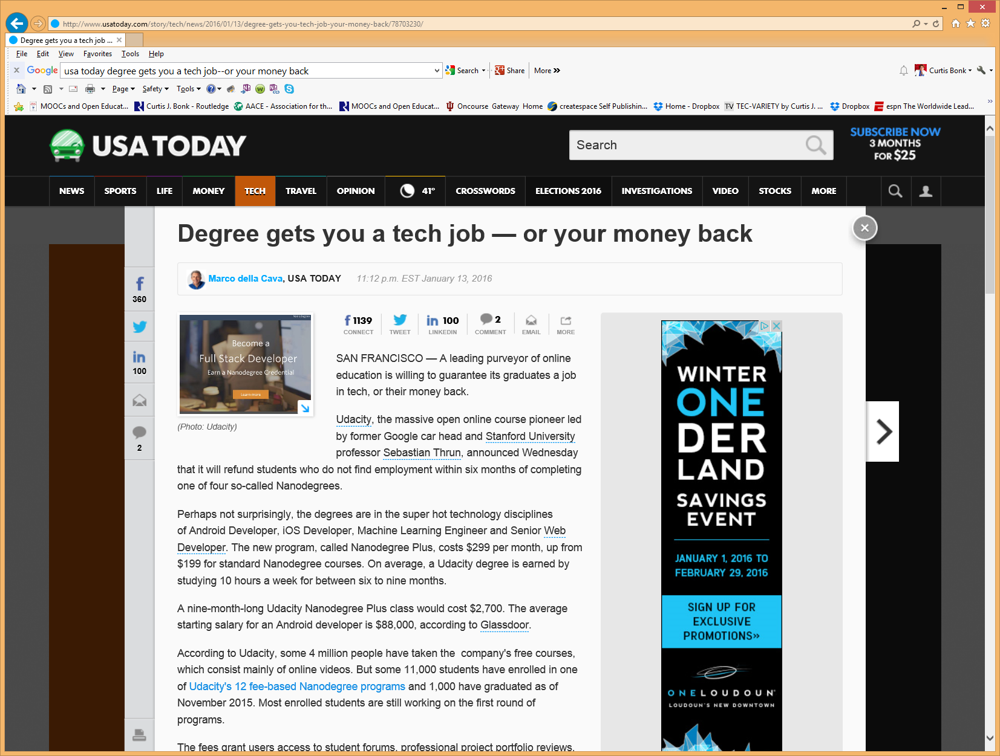 http://www.usatoday.com/story/tech/news/2016/01/13/degree-gets-you-tech-job-your-money-back/78703230/
Degree gets you a tech job ...
File Edit View Favorites Tools Help
x Google usa today degree gets you a tech job--or your money back Search Share More » Curtis Bonk
Page Safety Tools
MOOCs and Open Educat... Curtis J. Bonk - Routledge AACE - Association for th... MOOCs and Open Educat... Oncourse Gateway Home createspace Self Publishin... Home - Dropbox TEC-VARIETY by Curtis J. ... Dropbox espn The Worldwide Lead...
USA TODAY
Search
SUBSCRIBE NOW
3 MONTHS
FOR $25
NEWS SPORTS LIFE MONEY TECH TRAVEL OPINION 41° CROSSWORDS ELECTIONS 2016 INVESTIGATIONS VIDEO STOCKS MORE
Degree gets you a tech job — or your money back
Marco della Cava, USA TODAY 11:12 p.m. EST January 13, 2016
360
100
2
Nanodegree
Become a
Full Stack Developer
Earn a Nanodegree Credential
Learn more
(Photo: Udacity)
1139 100 2
CONNECT TWEET LINKEDIN COMMENT EMAIL MORE
SAN FRANCISCO — A leading purveyor of online
education is willing to guarantee its graduates a job
in tech, or their money back.
Udacity, the massive open online course pioneer led
by former Google car head and Stanford University
professor Sebastian Thrun, announced Wednesday
that it will refund students who do not find employment within six months of completing
one of four so-called Nanodegrees.
Perhaps not surprisingly, the degrees are in the super hot technology disciplines
of Android Developer, iOS Developer, Machine Learning Engineer and Senior Web
Developer. The new program, called Nanodegree Plus, costs $299 per month, up from
$199 for standard Nanodegree courses. On average, a Udacity degree is earned by
studying 10 hours a week for between six to nine months.
A nine-month-long Udacity Nanodegree Plus class would cost $2,700. The average
starting salary for an Android developer is $88,000, according to Glassdoor.
According to Udacity, some 4 million people have taken the company's free courses,
which consist mainly of online videos. But some 11,000 students have enrolled in one
of Udacity's 12 fee-based Nanodegree programs and 1,000 have graduated as of
November 2015. Most enrolled students are still working on the first round of
programs.
The fees grant users access to student forums, professional project portfolio reviews,
WINTER
ONE
DER
LAND
SAVINGS
EVENT
JANUARY 1, 2016 TO
FEBRUARY 29, 2016
SIGN UP FOR
EXCLUSIVE
PROMOTIONS»
ONELOUDOUN
LOUDOUN'S NEW DOWNTOWN